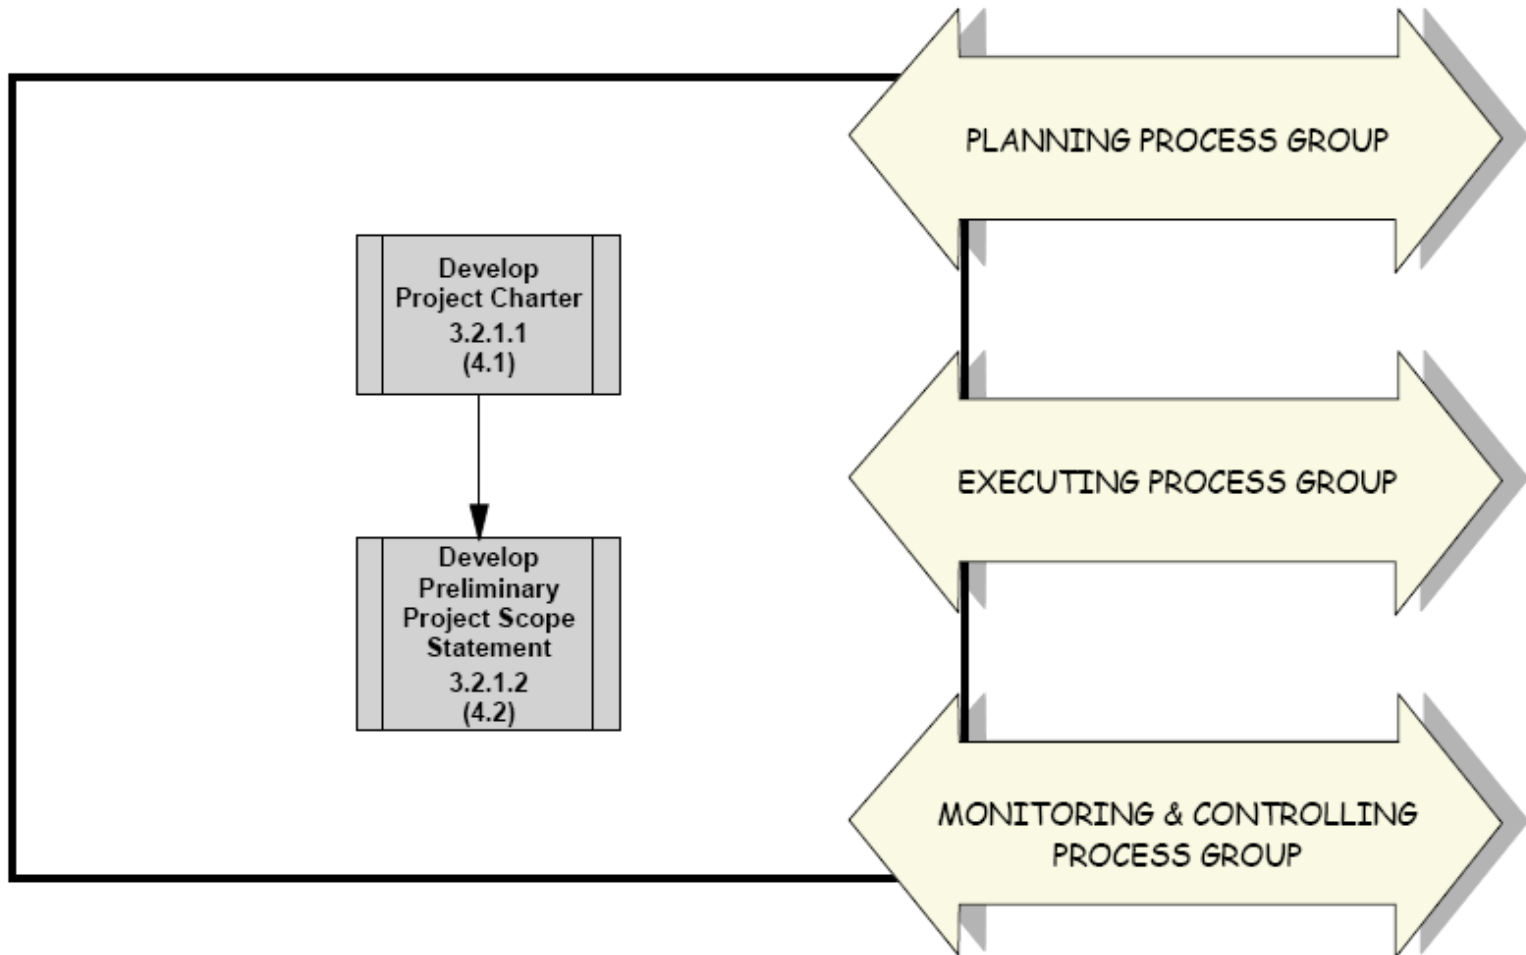 PLANNING PROCESS GROUP
Develop
Project Charter
3.2.1.1
(4.1)
EXECUTING PROCESS GROUP
Develop
Preliminary
Project Scope
Statement
3.2.1.2
(4.2)
MONITORING & CONTROLLING
PROCESS GROUP